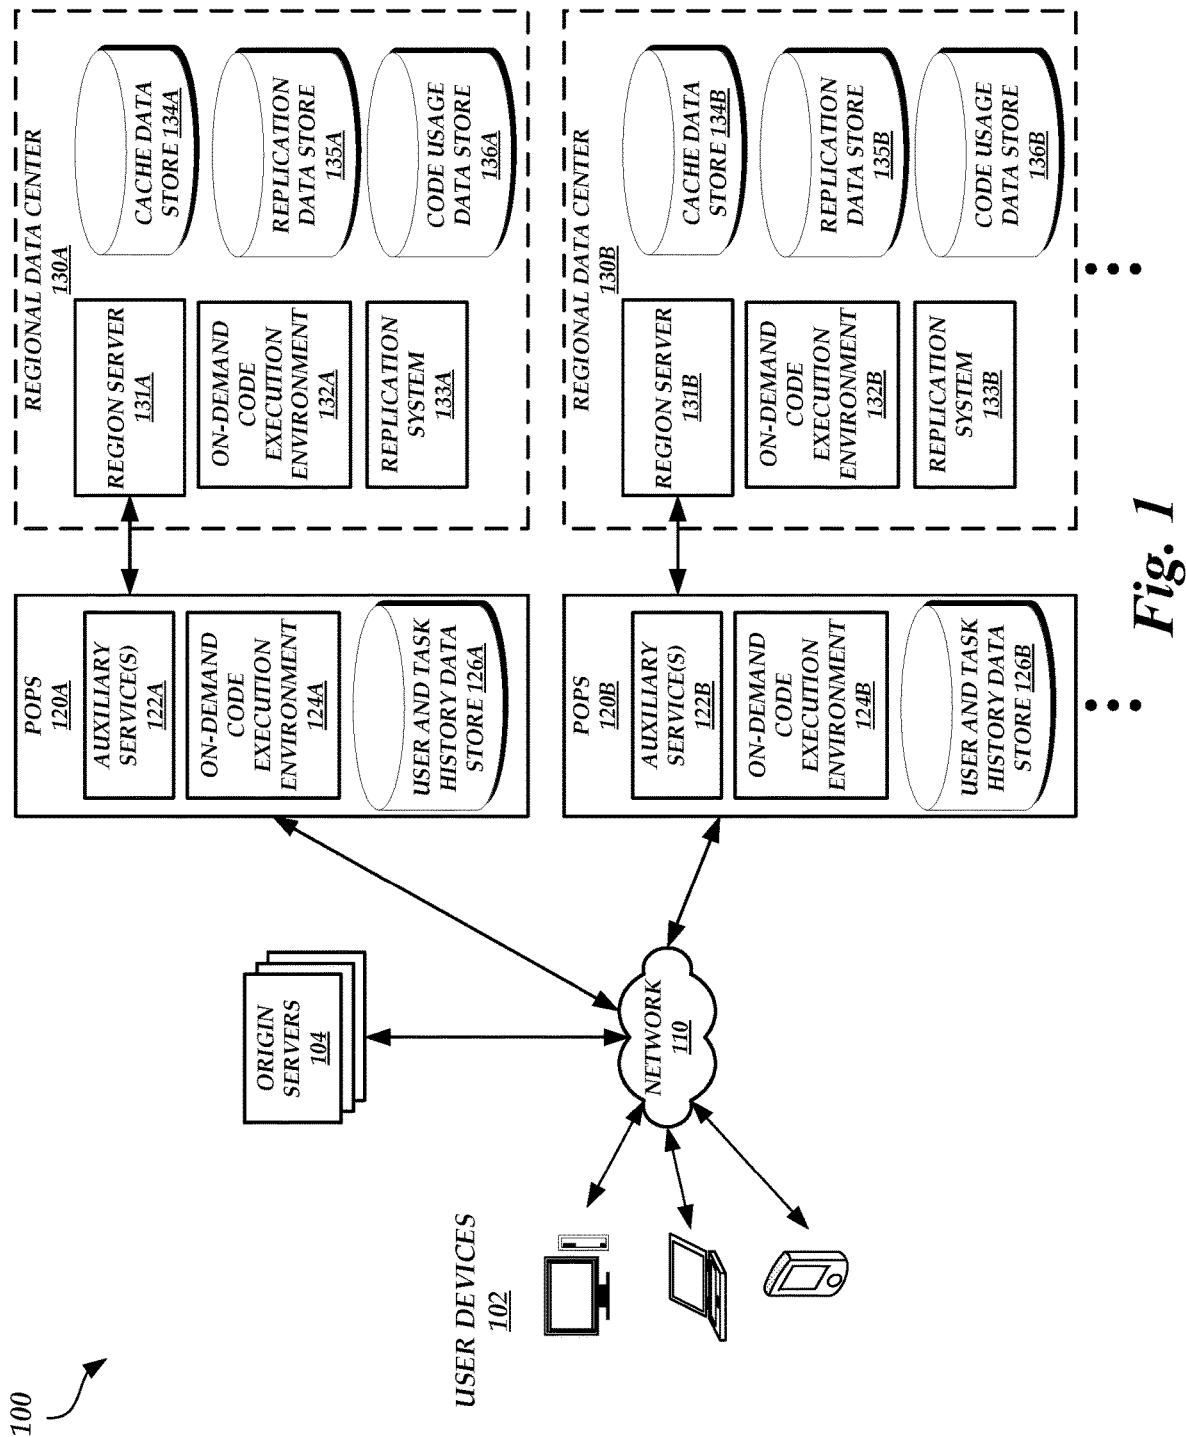 100
USER DEVICES
102
ORIGIN
SERVERS
104
NETWORK
110
POPS
120A
AUXILIARY
SERVICE(S)
122A
ON-DEMAND
CODE
EXECUTION
ENVIRONMENT
124A
USER AND TASK
HISTORY DATA
STORE 126A
REGIONAL DATA CENTER
130A
REGION SERVER
131A
ON-DEMAND
CODE
EXECUTION
ENVIRONMENT
132A
REPLICATION
SYSTEM
133A
CACHE DATA
STORE 134A
REPLICATION
DATA STORE
135A
CODE USAGE
DATA STORE
136A
POPS
120B
AUXILIARY
SERVICE(S)
122B
ON-DEMAND
CODE
EXECUTION
ENVIRONMENT
124B
USER AND TASK
HISTORY DATA
STORE 126B
REGIONAL DATA CENTER
130B
REGION SERVER
131B
ON-DEMAND
CODE
EXECUTION
ENVIRONMENT
132B
REPLICATION
SYSTEM
133B
CACHE DATA
STORE 134B
REPLICATION
DATA STORE
135B
CODE USAGE
DATA STORE
136B
Fig. 1